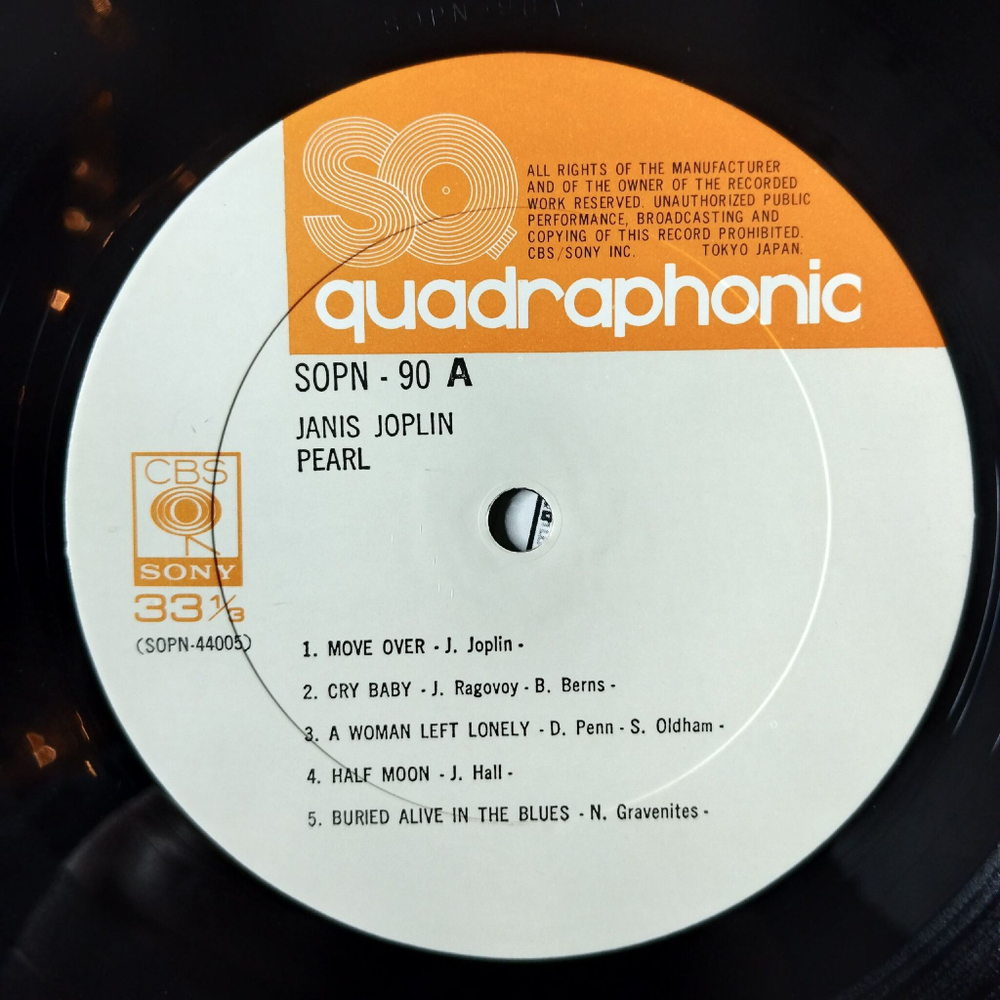 SQ
ALL RIGHTS OF THE MANUFACTURER
AND OF THE OWNER OF THE RECORDED
WORK RESERVED. UNAUTHORIZED PUBLIC
PERFORMANCE, BROADCASTING AND
COPYING OF THIS RECORD PROHIBITED.
CBS/SONY INC. TOKYO JAPAN.
quadraphonic
SOPN - 90 A
JANIS JOPLIN
PEARL
CBS
SONY
33 1/3
(SOPN-44005)
1. MOVE OVER - J. Joplin -
2. CRY BABY - J. Ragovoy - B. Berns -
3. A WOMAN LEFT LONELY - D. Penn - S. Oldham -
4. HALF MOON - J. Hall -
5. BURIED ALIVE IN THE BLUES - N. Gravenites -